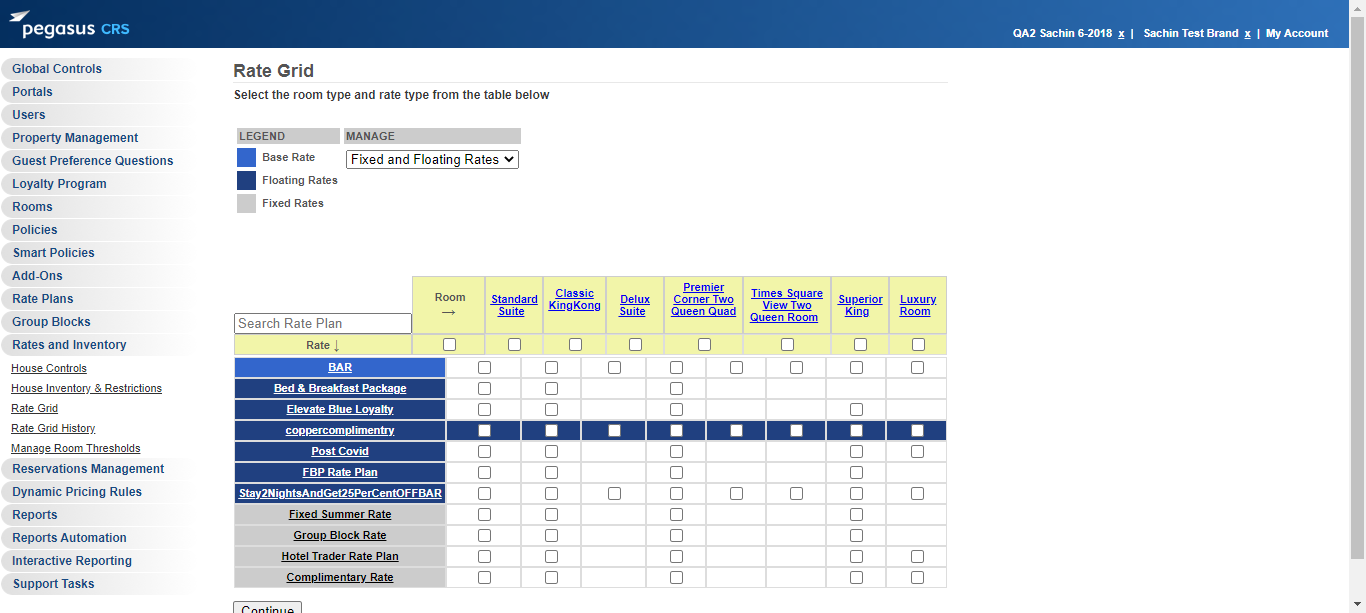 pegasus CRS
QA2 Sachin 6-2018 x | Sachin Test Brand x | My Account
Global Controls
Portals
Users
Property Management
Guest Preference Questions
Loyalty Program
Rooms
Policies
Smart Policies
Add-Ons
Rate Plans
Group Blocks
Rates and Inventory
House Controls
House Inventory & Restrictions
Rate Grid
Rate Grid History
Manage Room Thresholds
Reservations Management
Dynamic Pricing Rules
Reports
Reports Automation
Interactive Reporting
Support Tasks
Rate Grid
Select the room type and rate type from the table below
LEGEND
Base Rate
Floating Rates
Fixed Rates
MANAGE
Fixed and Floating Rates
Search Rate Plan
Room
→
Standard
Suite
Classic
KingKong
Delux
Suite
Premier
Corner Two
Queen Quad
Times Square
View Two
Queen Room
Superior
King
Luxury
Room
Rate ↓
BAR
Bed & Breakfast Package
Elevate Blue Loyalty
coppercomplimentry
Post Covid
FBP Rate Plan
Stay2NightsAndGet25PerCentOFFBAR
Fixed Summer Rate
Group Block Rate
Hotel Trader Rate Plan
Complimentary Rate
Continue